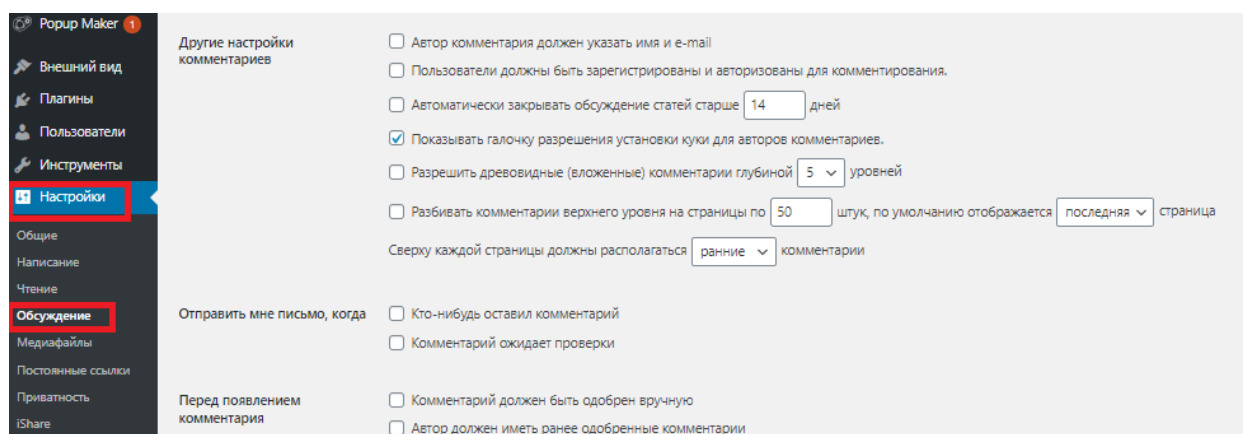 Popup Maker 1
Внешний вид
Плагины
Пользователи
Инструменты
Настройки
Общие
Написание
Чтение
Обсуждение
Медиафайлы
Постоянные ссылки
Приватность
iShare
Другие настройки
комментариев
Автор комментария должен указать имя и e-mail
Пользователи должны быть зарегистрированы и авторизованы для комментирования.
Автоматически закрывать обсуждение статей старше 14 дней
Показывать галочку разрешения установки куки для авторов комментариев.
Разрешить древовидные (вложенные) комментарии глубиной 5 уровней
Разбивать комментарии верхнего уровня на страницы по 50 штук, по умолчанию отображается последняя страница
Сверху каждой страницы должны располагаться ранние комментарии
Отправить мне письмо, когда
Кто-нибудь оставил комментарий
Комментарий ожидает проверки
Перед появлением
комментария
Комментарий должен быть одобрен вручную
Автор должен иметь ранее одобренные комментарии